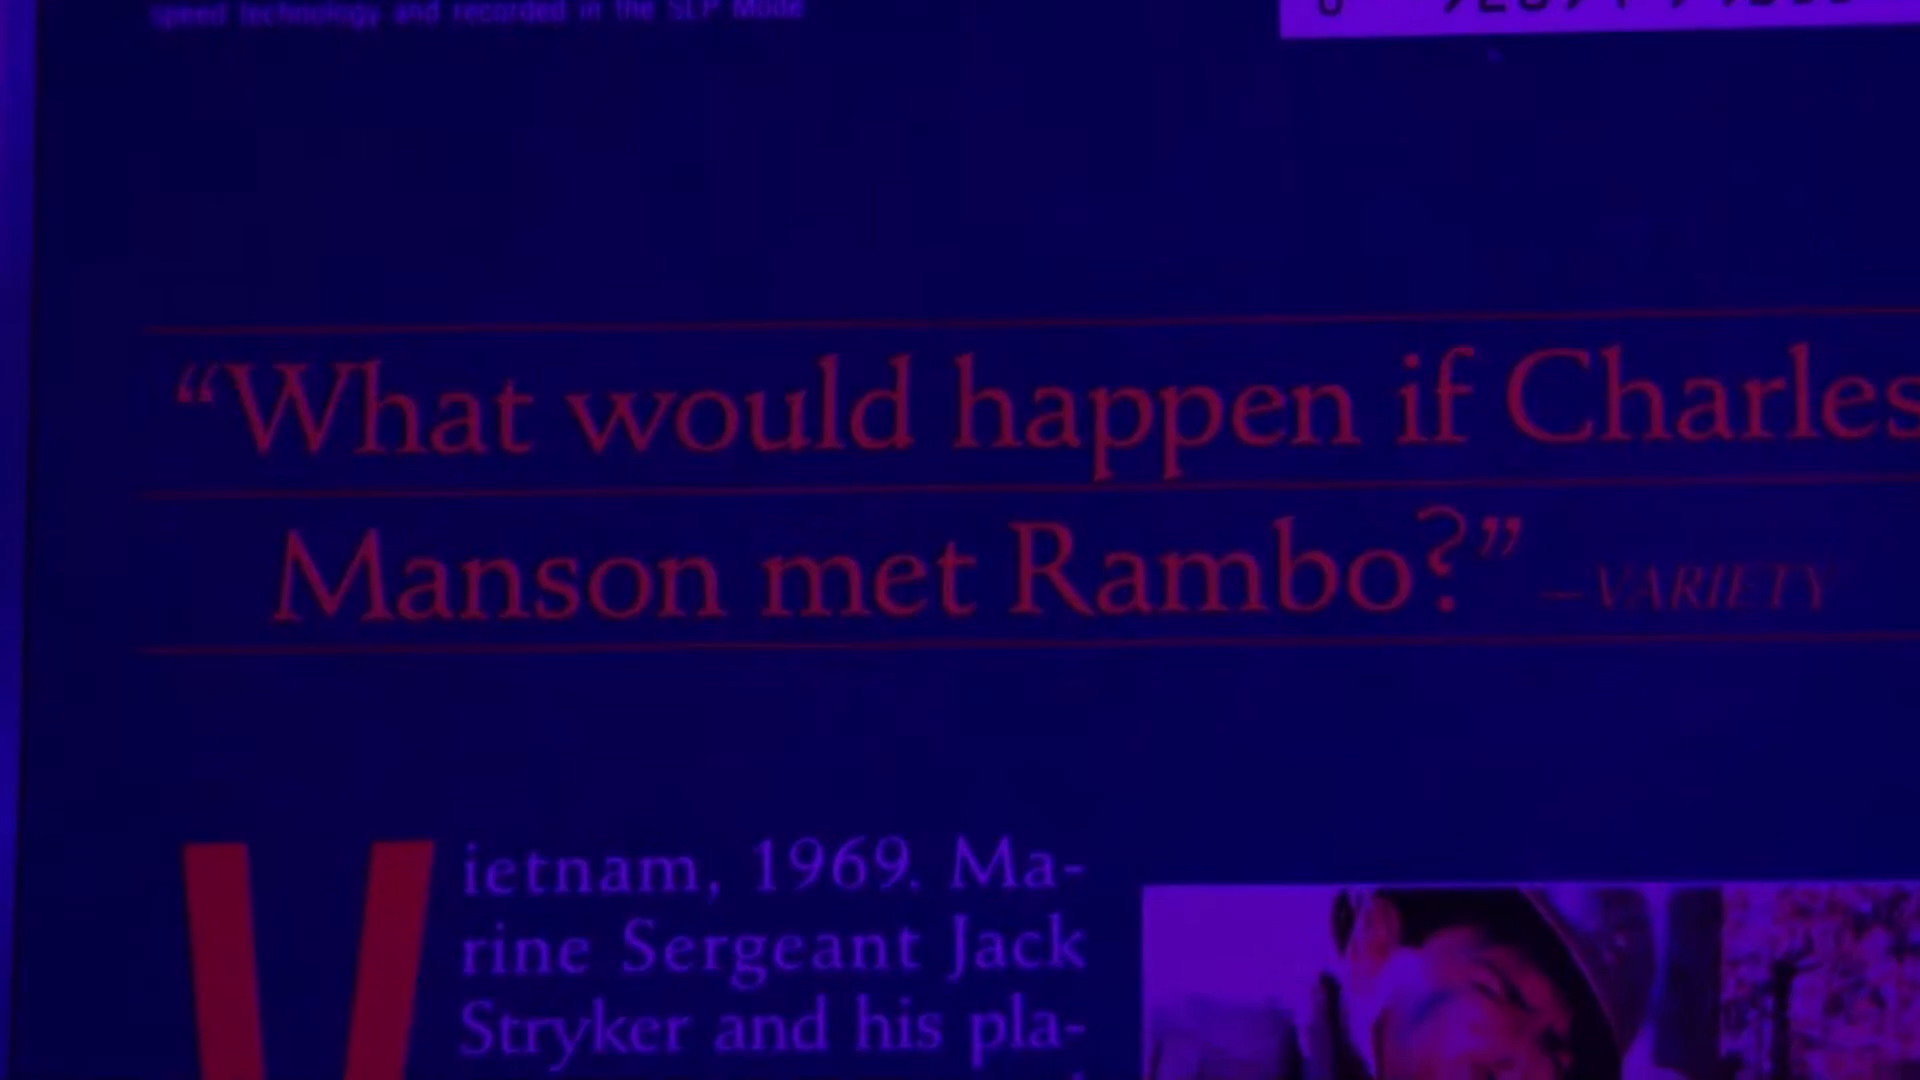 speed technology and recorded in the SLP Mode
“What would happen if Charles
Manson met Rambo?” –VARIETY
Vietnam, 1969. Ma-
rine Sergeant Jack
Stryker and his pla-